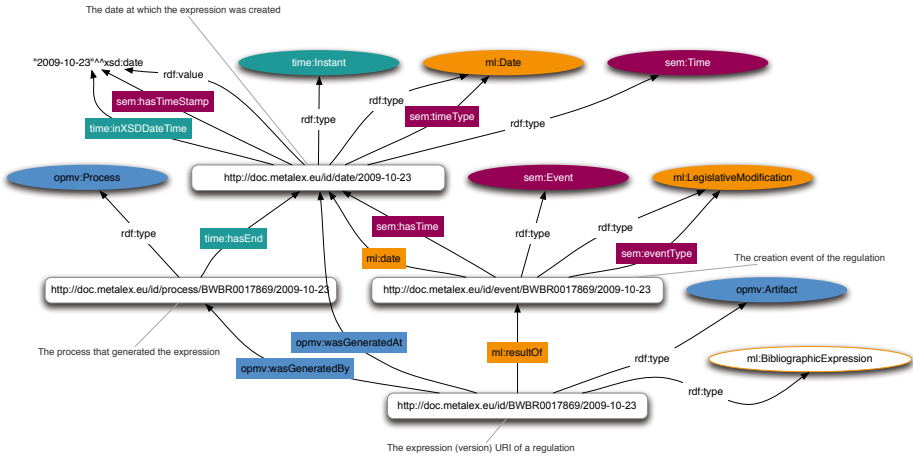 The date at which the expression was created
"2009-10-23"^^xsd:date
rdf:value
time:Instant
ml:Date
sem:Time
sem:hasTimeStamp
rdf:type
rdf:type
sem:timeType
rdf:type
time:inXSDDateTime
opmv:Process
http://doc.metalex.eu/id/date/2009-10-23
sem:Event
ml:LegislativeModification
rdf:type
time:hasEnd
sem:hasTime
rdf:type
rdf:type
sem:eventType
ml:date
The creation event of the regulation
http://doc.metalex.eu/id/process/BWBR0017869/2009-10-23
http://doc.metalex.eu/id/event/BWBR0017869/2009-10-23
opmv:Artifact
The process that generated the expression
opmv:wasGeneratedAt
ml:resultOf
rdf:type
ml:BibliographicExpression
opmv:wasGeneratedBy
rdf:type
http://doc.metalex.eu/id/BWBR0017869/2009-10-23
The expression (version) URI of a regulation